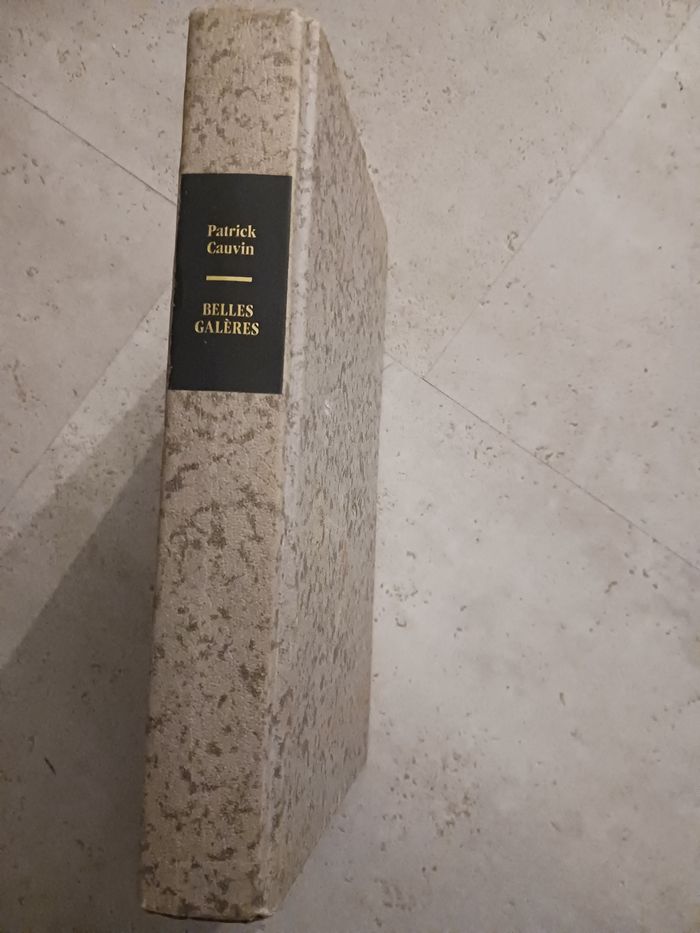 Patrick
Cauvin
BELLES
GALÈRES